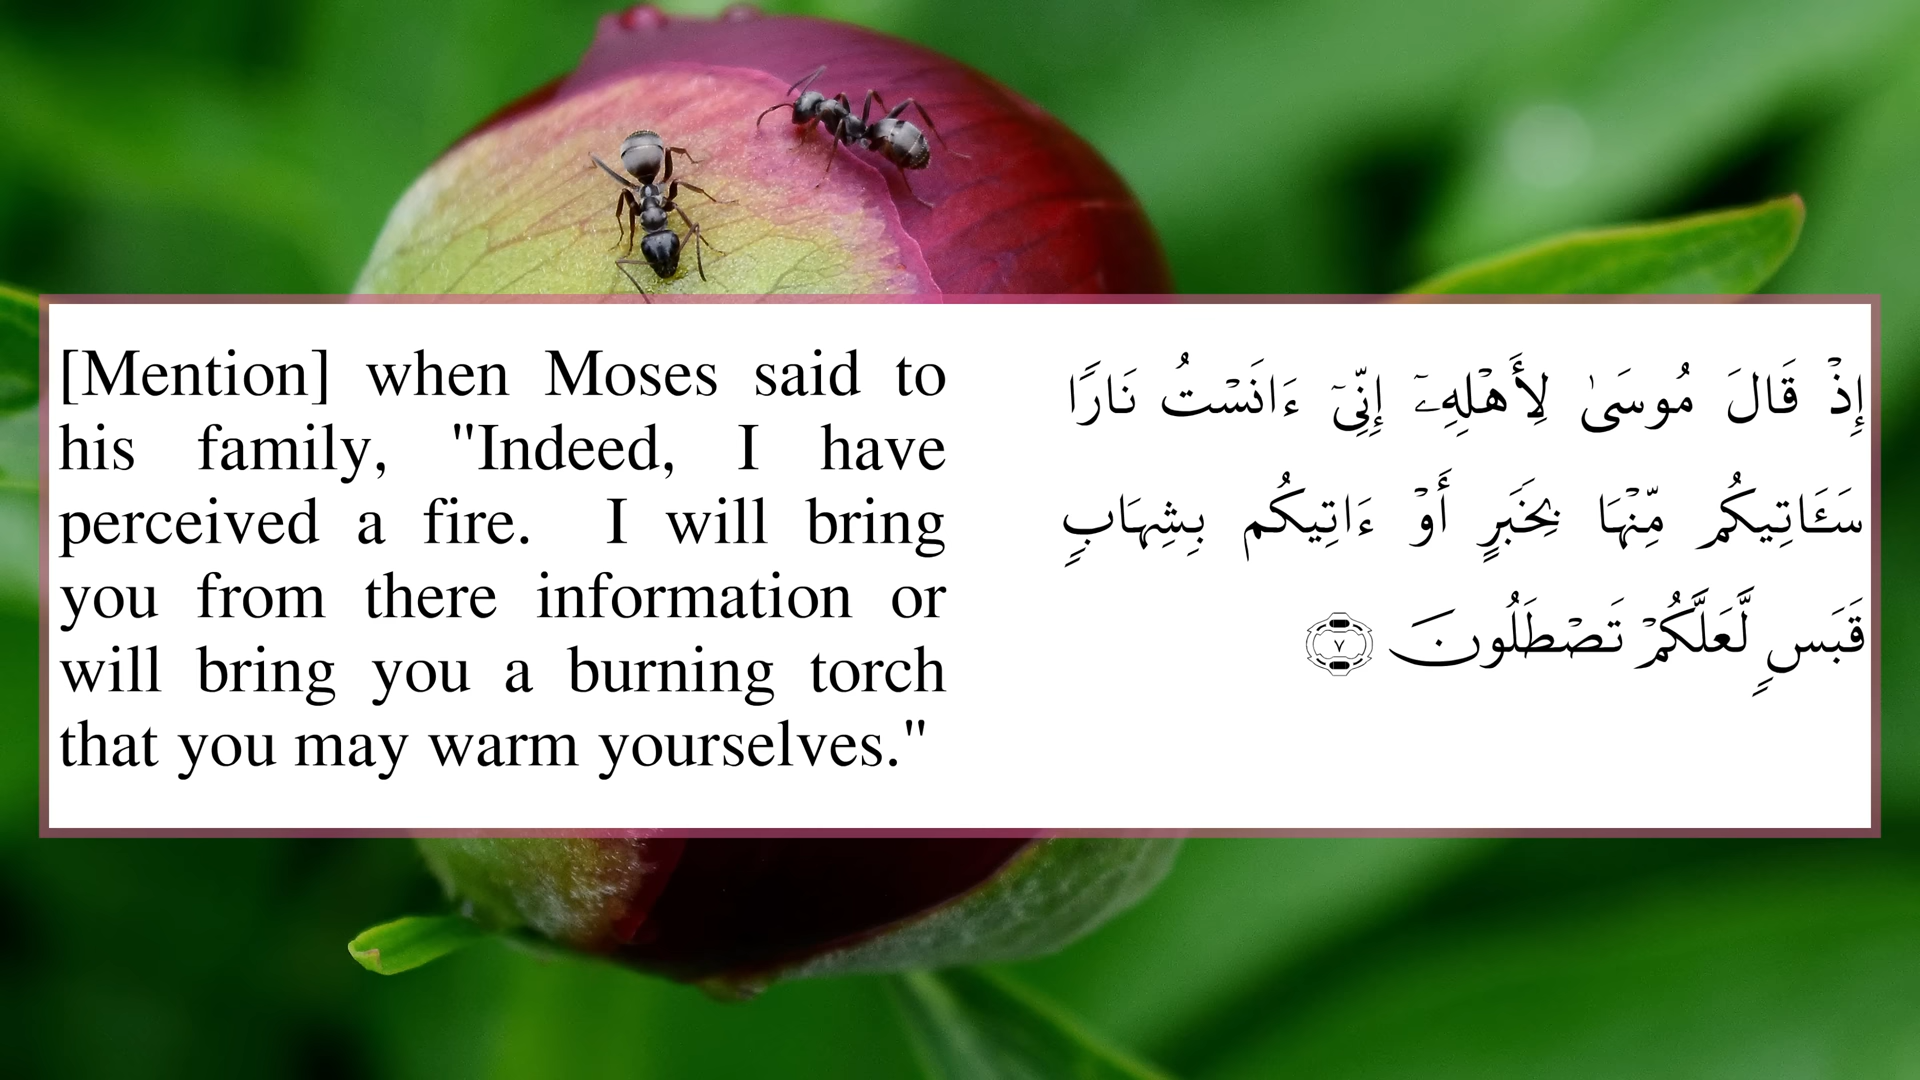 [Mention] when Moses said to
his family, "Indeed, I have
perceived a fire. I will bring
you from there information or
will bring you a burning torch
that you may warm yourselves."
إِذۡ قَالَ مُوسَىٰ لِأَهۡلِهِۦٓ إِنِّيٓ ءَانَسۡتُ نَارٗا
سَـَٔاتِيكُم مِّنۡهَا بِخَبَرٍ أَوۡ ءَاتِيكُم بِشِهَابٖ
قَبَسٖ لَّعَلَّكُمۡ تَصۡطَلُونَ ٧